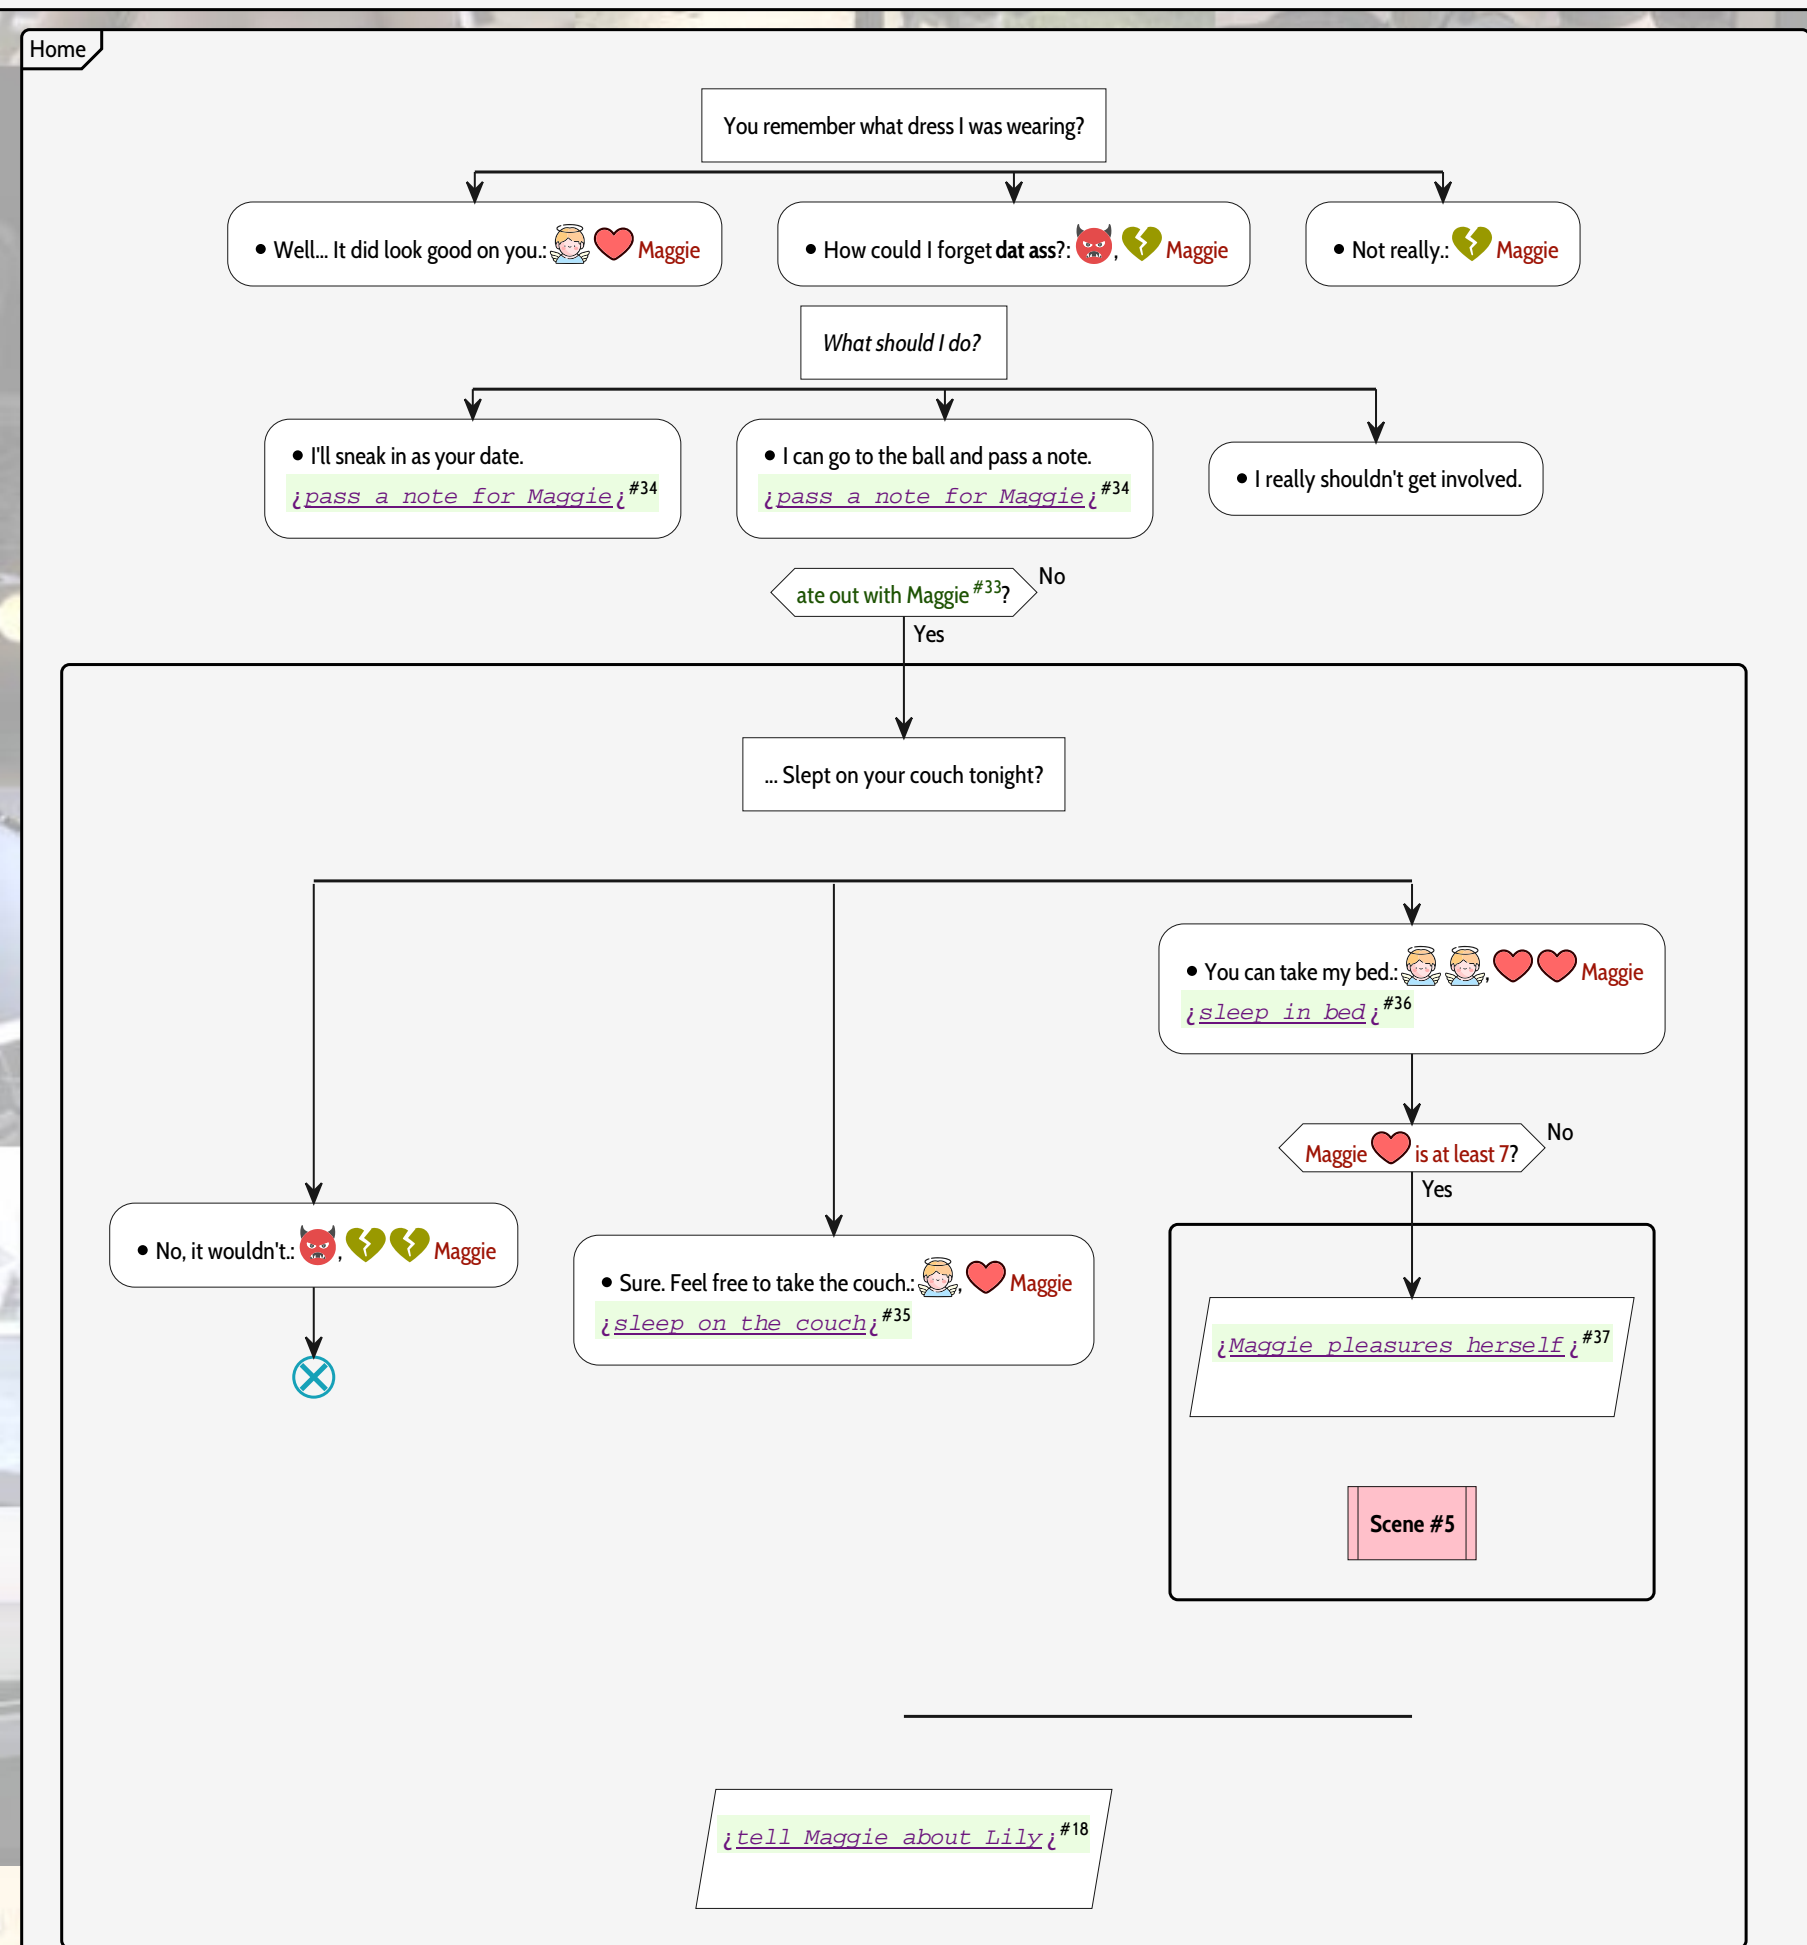 Home
You remember what dress I was wearing?
• Well... It did look good on you.: Maggie
• How could I forget dat ass?: , Maggie
• Not really.: Maggie
What should I do?
• I'll sneak in as your date.
¿pass a note for Maggie¿#34
• I can go to the ball and pass a note.
¿pass a note for Maggie¿#34
• I really shouldn't get involved.
ate out with Maggie #33?
No
Yes
... Slept on your couch tonight?
• You can take my bed.: , Maggie
¿sleep in bed¿#36
Maggie is at least 7?
No
Yes
• No, it wouldn't.: , Maggie
• Sure. Feel free to take the couch.: , Maggie
¿sleep on the couch¿#35
¿Maggie pleasures herself¿#37
Scene #5
¿tell Maggie about Lily¿#18